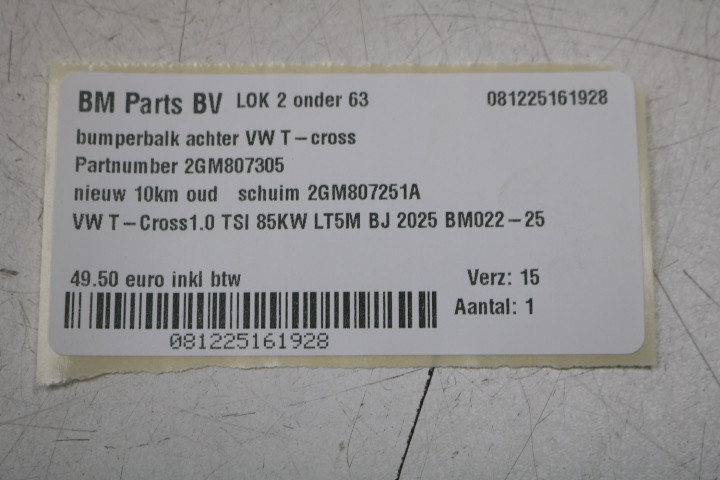 BM Parts BV LOK 2 onder 63 081225161928
bumperbalk achter VW T-cross
Partnumber 2GM807305
nieuw 10km oud schuim 2GM807251A
VW T-Cross1.0 TSI 85KW LT5M BJ 2025 BM022-25
49.50 euro inkl btw Verz: 15
Aantal: 1
081225161928